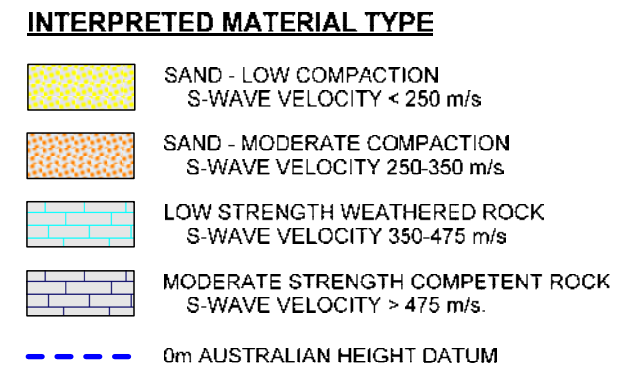 INTERPRETED MATERIAL TYPE
SAND - LOW COMPACTION
S-WAVE VELOCITY < 250 m/s
SAND - MODERATE COMPACTION
S-WAVE VELOCITY 250-350 m/s
LOW STRENGTH WEATHERED ROCK
S-WAVE VELOCITY 350-475 m/s
MODERATE STRENGTH COMPETENT ROCK
S-WAVE VELOCITY > 475 m/s.
0m AUSTRALIAN HEIGHT DATUM